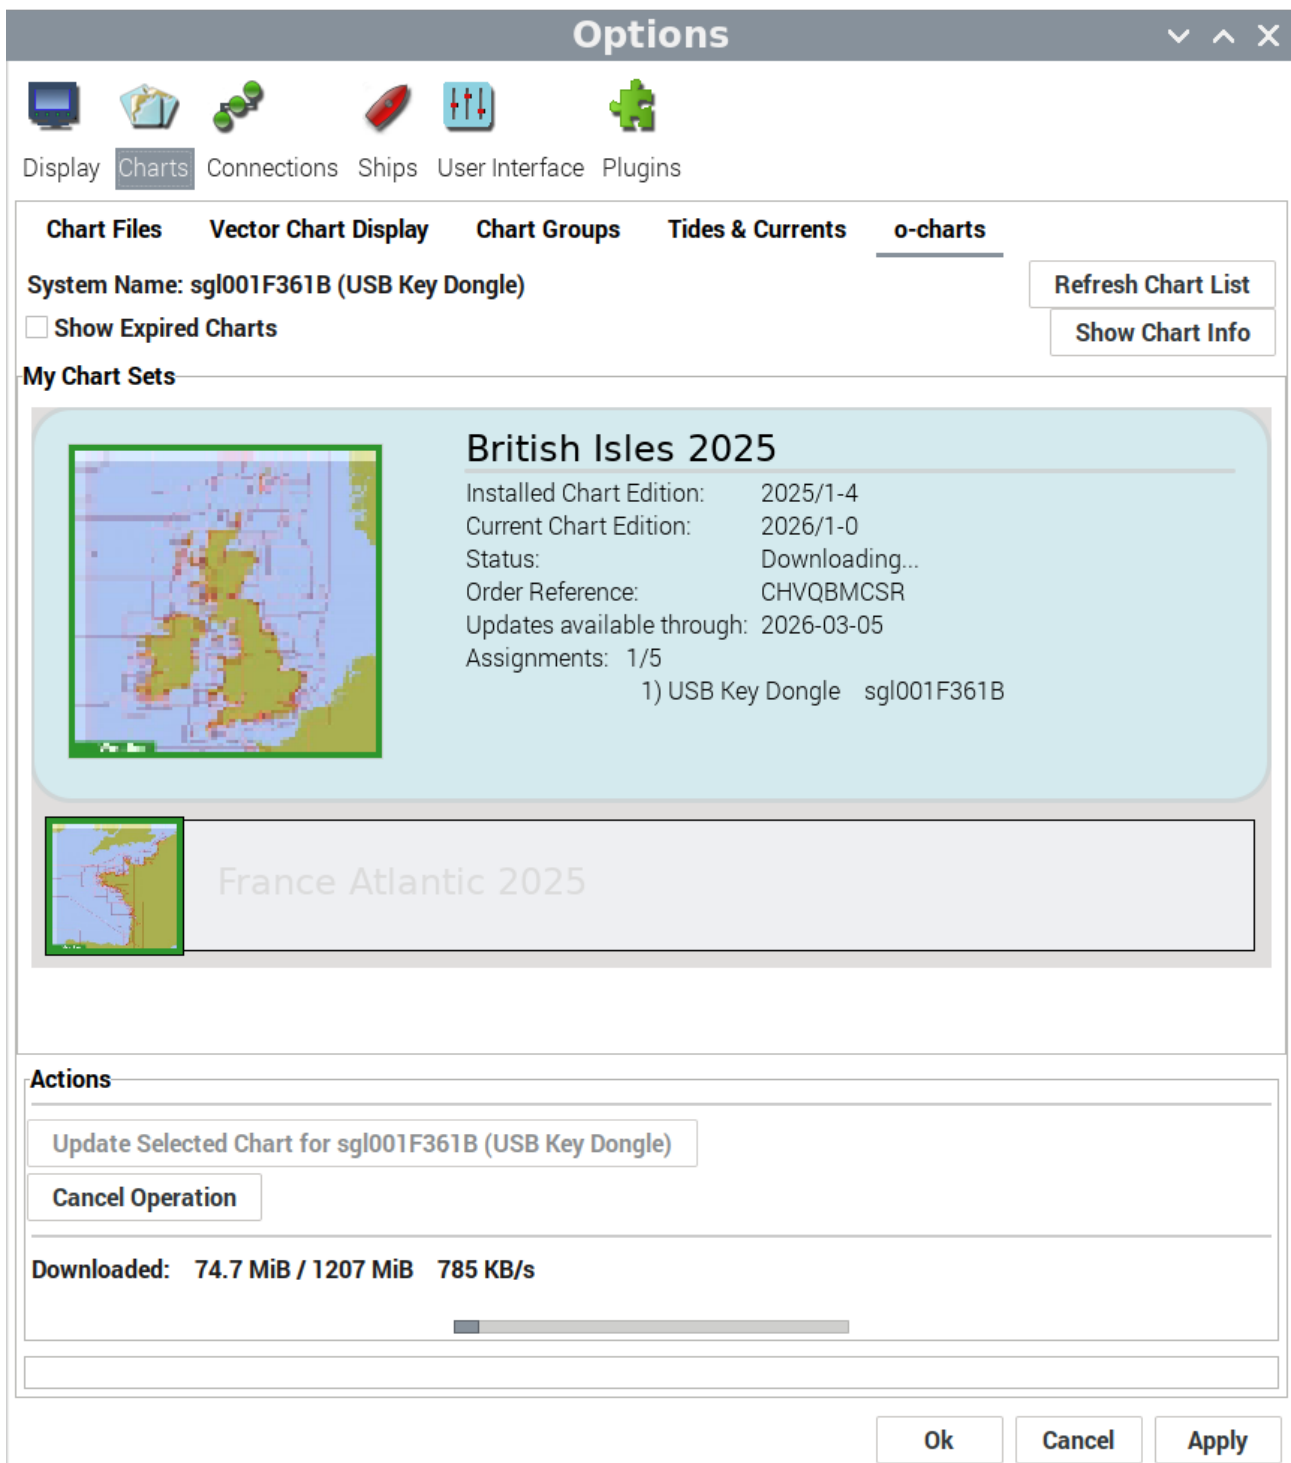 Options
Display Charts Connections Ships User Interface Plugins
Chart Files Vector Chart Display Chart Groups Tides & Currents o-charts
System Name: sgl001F361B (USB Key Dongle)
Refresh Chart List
Show Expired Charts
Show Chart Info
My Chart Sets
British Isles 2025
Installed Chart Edition: 2025/1-4
Current Chart Edition: 2026/1-0
Status: Downloading...
Order Reference: CHVQBMCSR
Updates available through: 2026-03-05
Assignments: 1/5
1) USB Key Dongle sgl001F361B
France Atlantic 2025
Actions
Update Selected Chart for sgl001F361B (USB Key Dongle)
Cancel Operation
Downloaded: 74.7 MiB / 1207 MiB 785 KB/s
Ok Cancel Apply